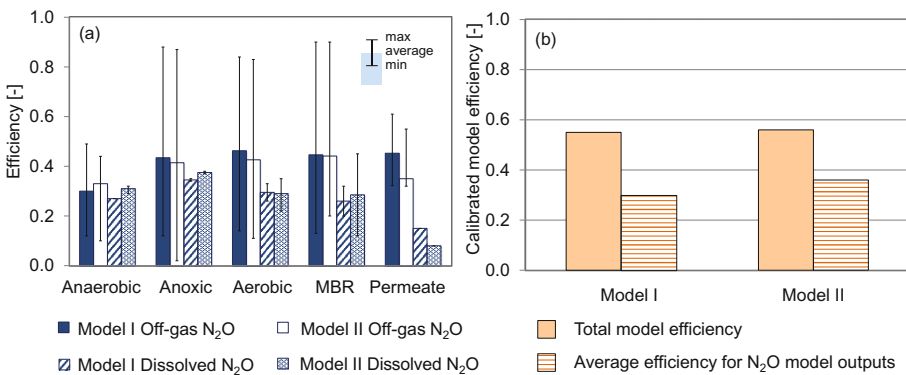 (a)
max
average
min
Efficiency [-]
1.0
0.8
0.6
0.4
0.2
0.0
Anaerobic Anoxic Aerobic MBR Permeate
Model I Off-gas N₂O
Model II Off-gas N₂O
Model I Dissolved N₂O
Model II Dissolved N₂O
(b)
Calibrated model efficiency [-]
1.0
0.8
0.6
0.4
0.2
0.0
Model I Model II
Total model efficiency
Average efficiency for N₂O model outputs